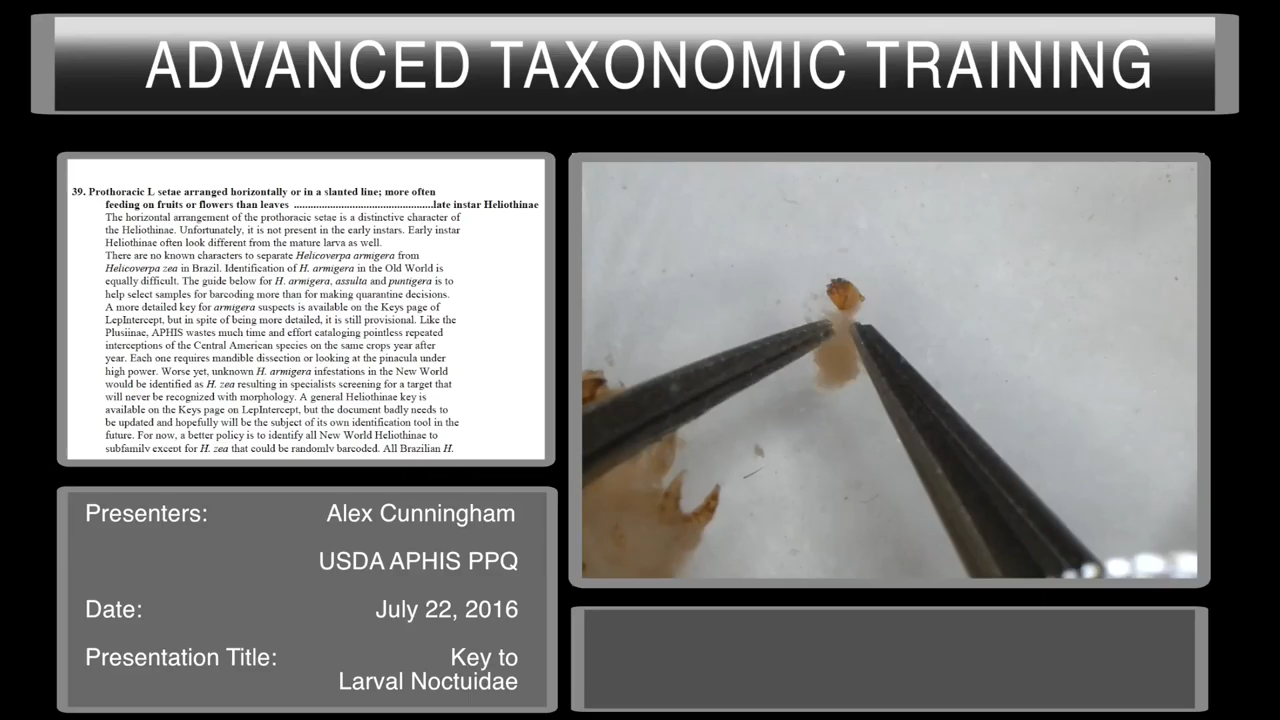 ADVANCED TAXONOMIC TRAINING
39. Prothoracic L setae arranged horizontally or in a slanted line; more often
feeding on fruits or flowers than leaves ..................................................late instar Heliothinae
The horizontal arrangement of the prothoracic setae is a distinctive character of
the Heliothinae. Unfortunately, it is not present in the early instars. Early instar
Heliothinae often look different from the mature larva as well.
There are no known characters to separate Helicoverpa armigera from
Helicoverpa zea in Brazil. Identification of H. armigera in the Old World is
equally difficult. The guide below for H. armigera, assulta and punctigera is to
help select samples for barcoding more than for making quarantine decisions.
A more detailed key for armigera suspects is available on the Keys page of
LepIntercept, but in spite of being more detailed, it is still provisional. Like the
Plusiinae, APHIS wastes much time and effort cataloging pointless repeated
interceptions of the Central American species on the same crops year after
year. Each one requires mandible dissection or looking at the pinacula under
high power. Worse yet, unknown H. armigera infestations in the New World
would be identified as H. zea resulting in specialists screening for a target that
will never be recognized with morphology. A general Heliothinae key is
available on the Keys page on LepIntercept, but the document badly needs to
be updated and hopefully will be the subject of its own identification tool in the
future. For now, a better policy is to identify all New World Heliothinae to
subfamily except for H. zea that could be randomly barcoded. All Brazilian H.
Presenters: Alex Cunningham
USDA APHIS PPQ
Date: July 22, 2016
Presentation Title: Key to
Larval Noctuidae